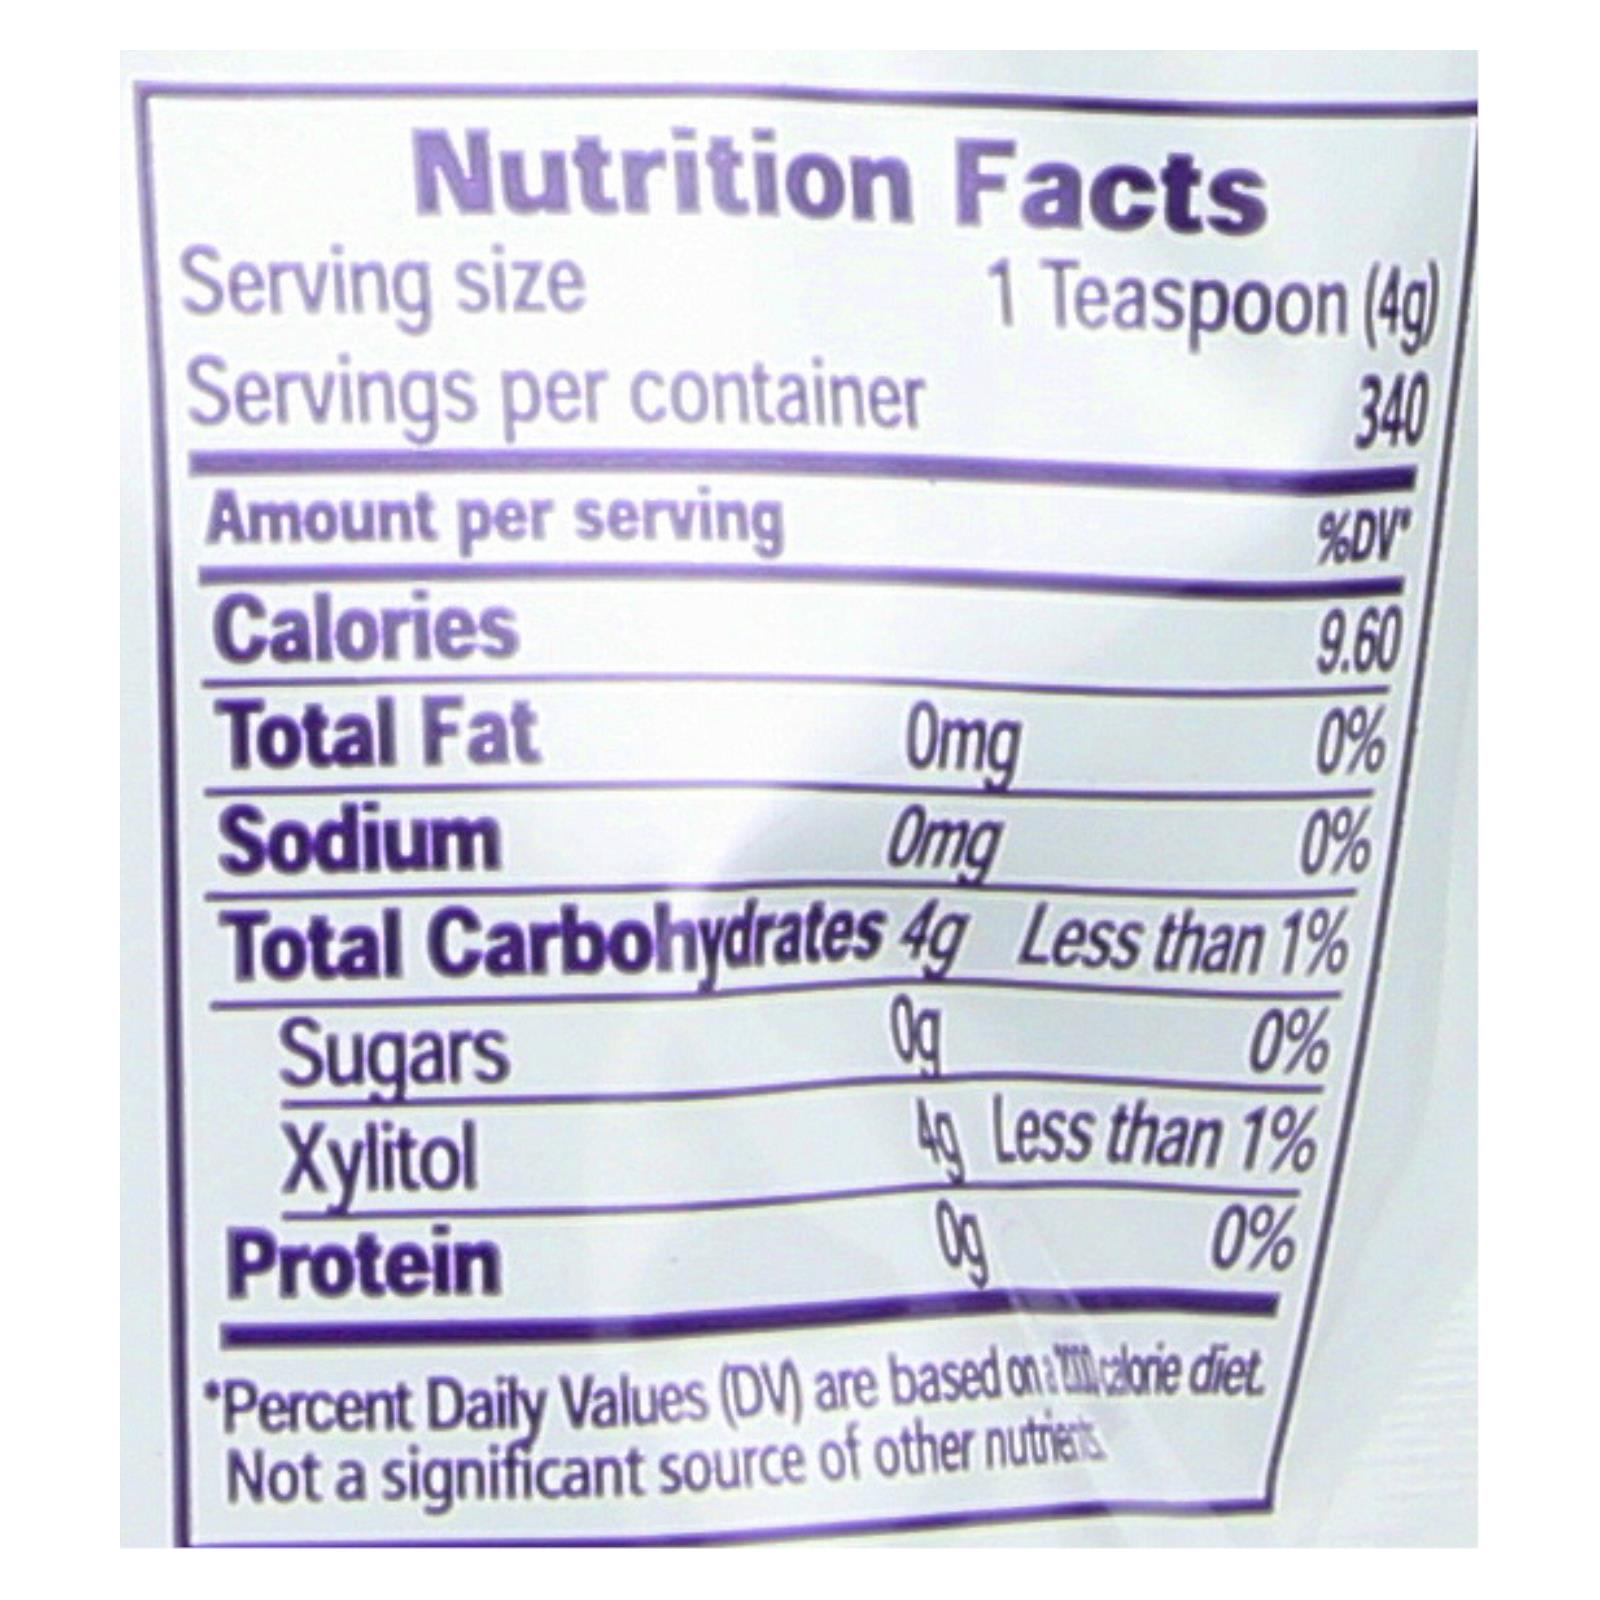 Nutrition Facts
Serving size 1 Teaspoon (4g)
Servings per container 340
Amount per serving %DV*
Calories 9.60
Total Fat 0mg 0%
Sodium 0mg 0%
Total Carbohydrates 4g Less than 1%
Sugars 0g 0%
Xylitol 4g Less than 1%
Protein 0g 0%
*Percent Daily Values (DV) are based on a calorie diet.
Not a significant source of other nutrients.